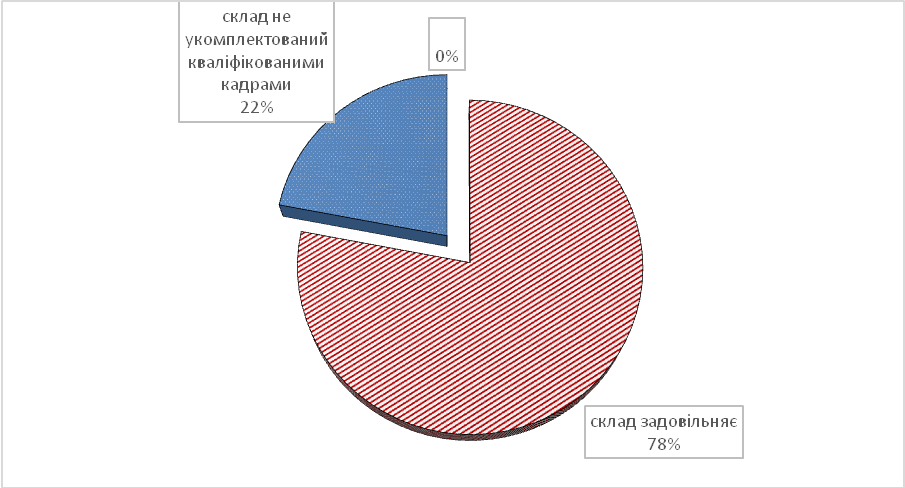 склад не
укомплектований
кваліфікованими
кадрами
22%
0%
склад задовільняє
78%